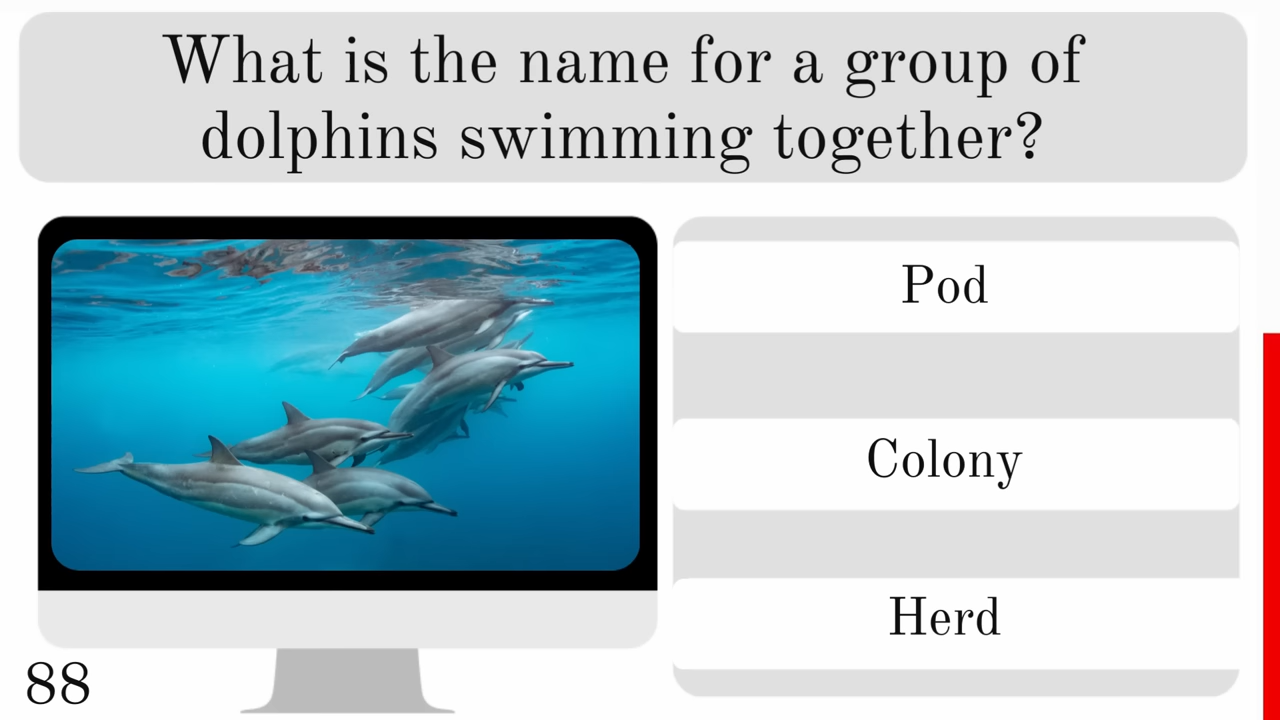 What is the name for a group of
dolphins swimming together?
Pod
Colony
Herd
88